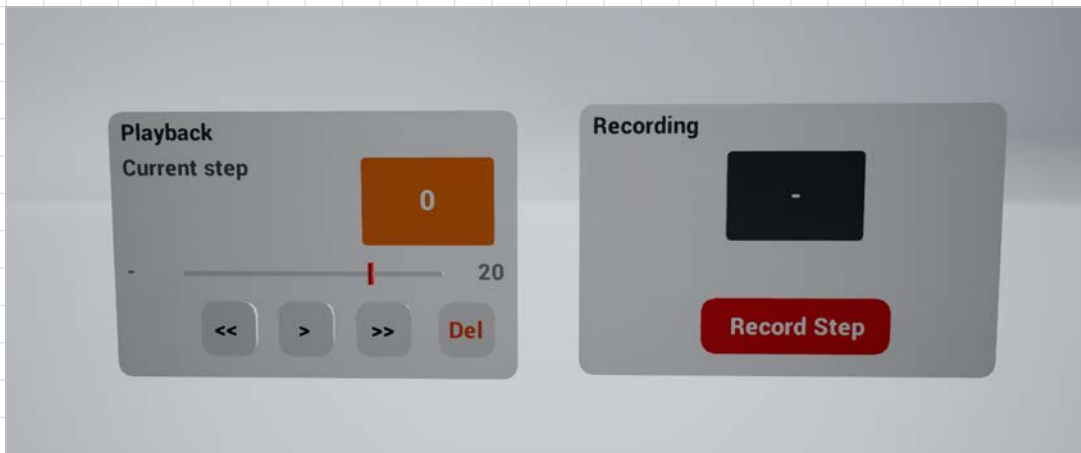 Playback
Current step
0
- 20
<< > >> Del
Recording
-
Record Step